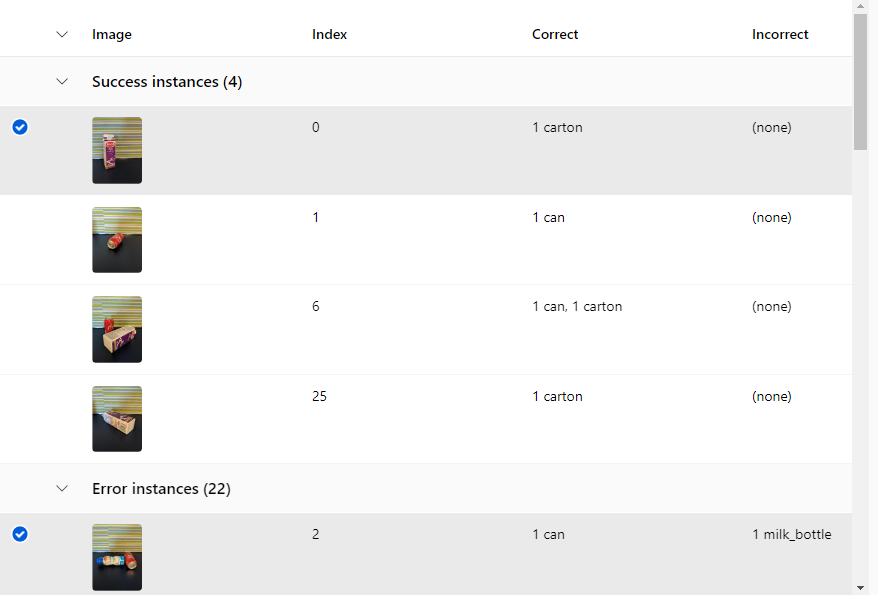 Image Index Correct Incorrect
Success instances (4)
0 1 carton (none)
1 1 can (none)
6 1 can, 1 carton (none)
25 1 carton (none)
Error instances (22)
2 1 can 1 milk_bottle